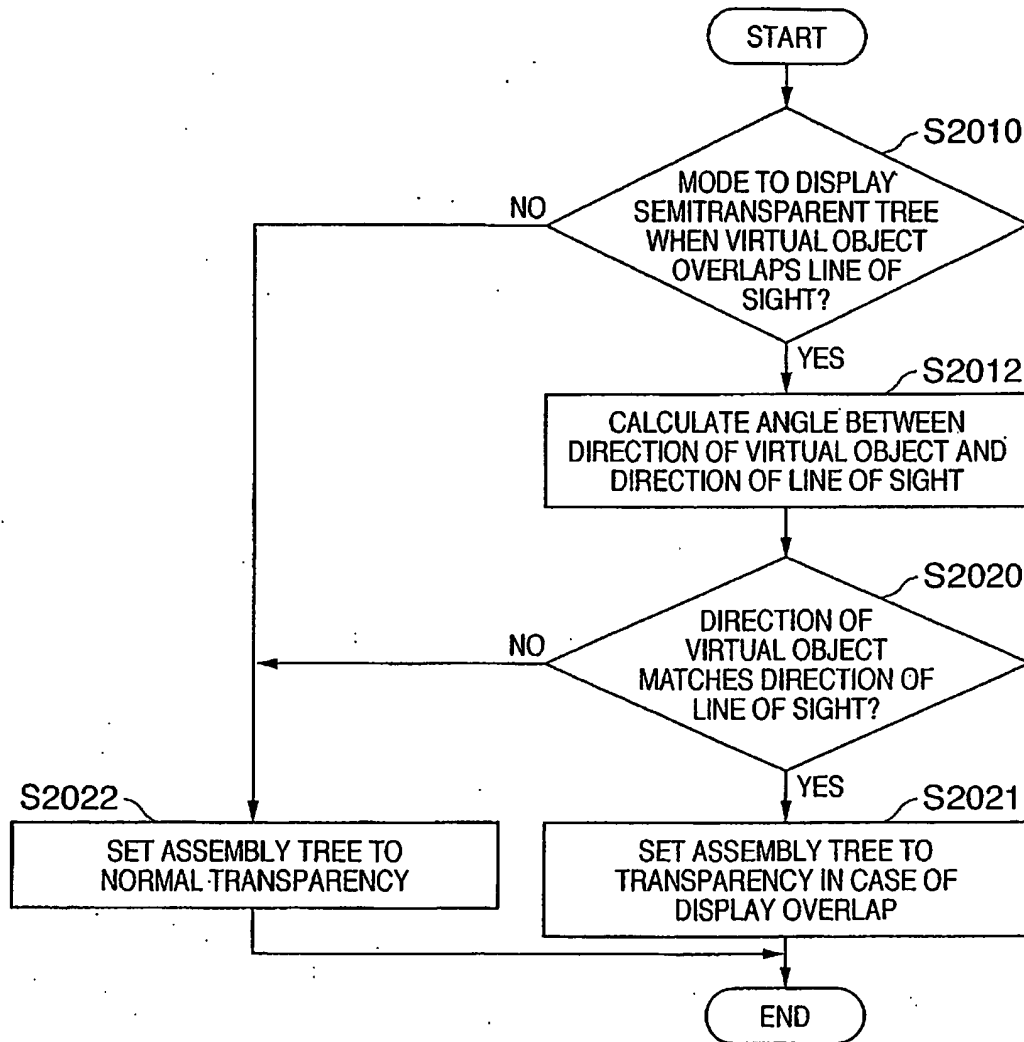 START
S2010
MODE TO DISPLAY
SEMITRANSPARENT TREE
WHEN VIRTUAL OBJECT
OVERLAPS LINE OF
SIGHT?
NO
YES
S2012
CALCULATE ANGLE BETWEEN
DIRECTION OF VIRTUAL OBJECT AND
DIRECTION OF LINE OF SIGHT
S2020
DIRECTION OF
VIRTUAL OBJECT
MATCHES DIRECTION OF
LINE OF SIGHT?
NO
YES
S2022
SET ASSEMBLY TREE TO
NORMAL TRANSPARENCY
S2021
SET ASSEMBLY TREE TO
TRANSPARENCY IN CASE OF
DISPLAY OVERLAP
END